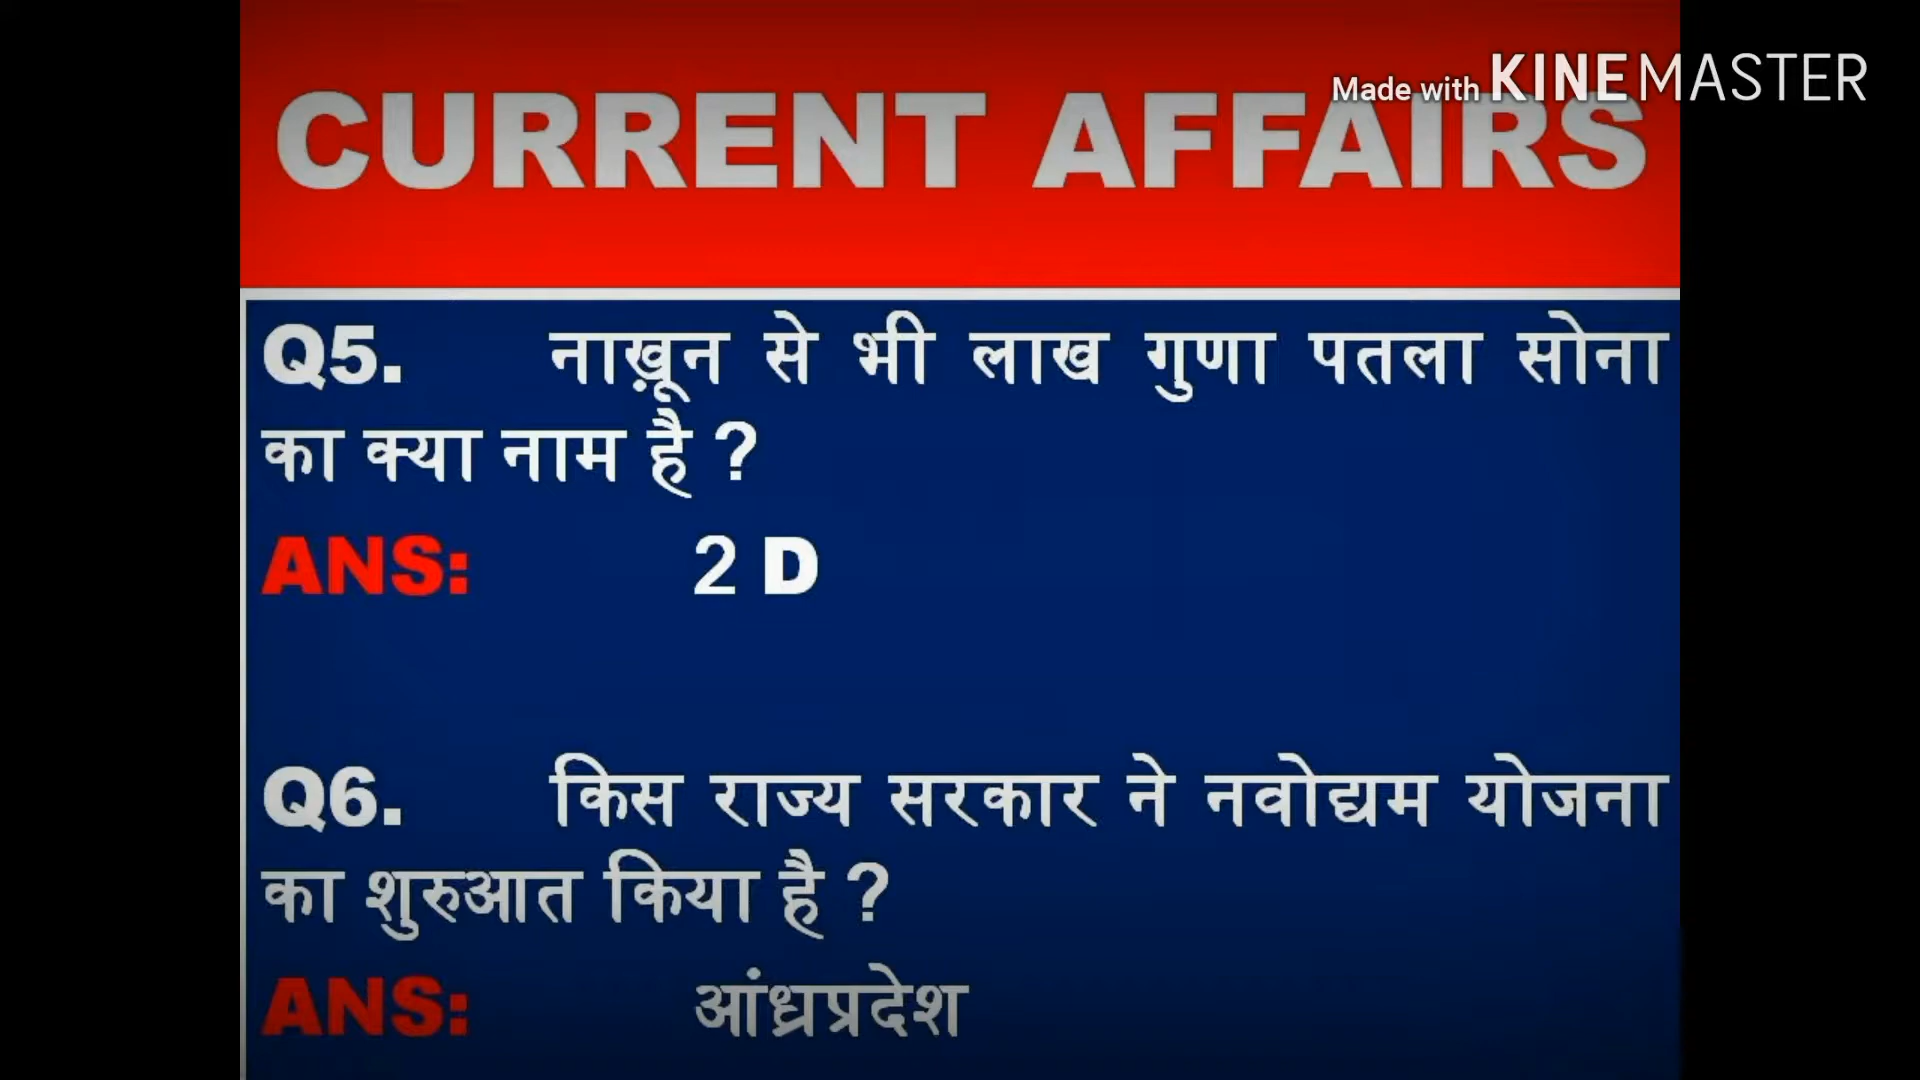 Made with KINEMASTER
CURRENT AFFAIRS
Q5. नाख़ून से भी लाख गुणा पतला सोना
का क्या नाम है ?
ANS: 2 D
Q6. किस राज्य सरकार ने नवोद्यम योजना
का शुरुआत किया है ?
ANS: आंध्रप्रदेश